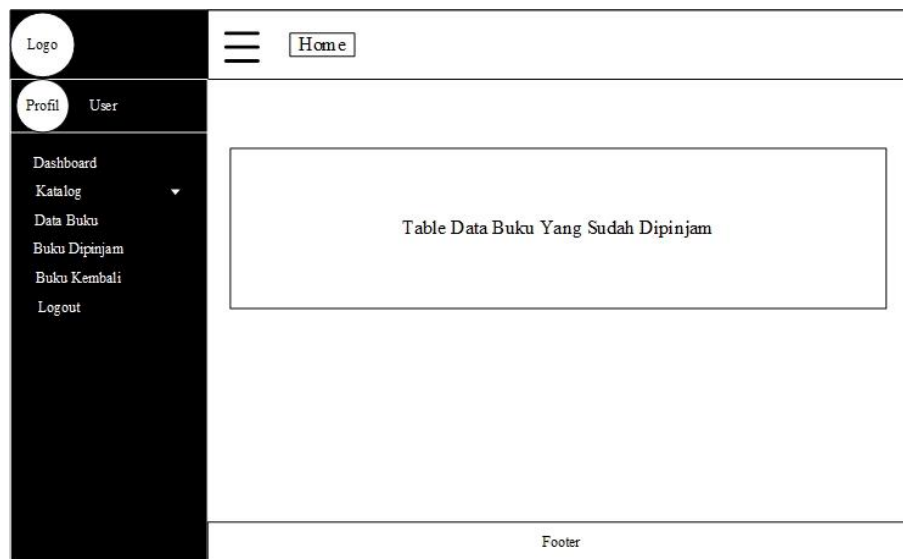 Logo
Home
Profil
User
Dashboard
Katalog
Data Buku
Buku Dipinjam
Buku Kembali
Logout
Table Data Buku Yang Sudah Dipinjam
Footer